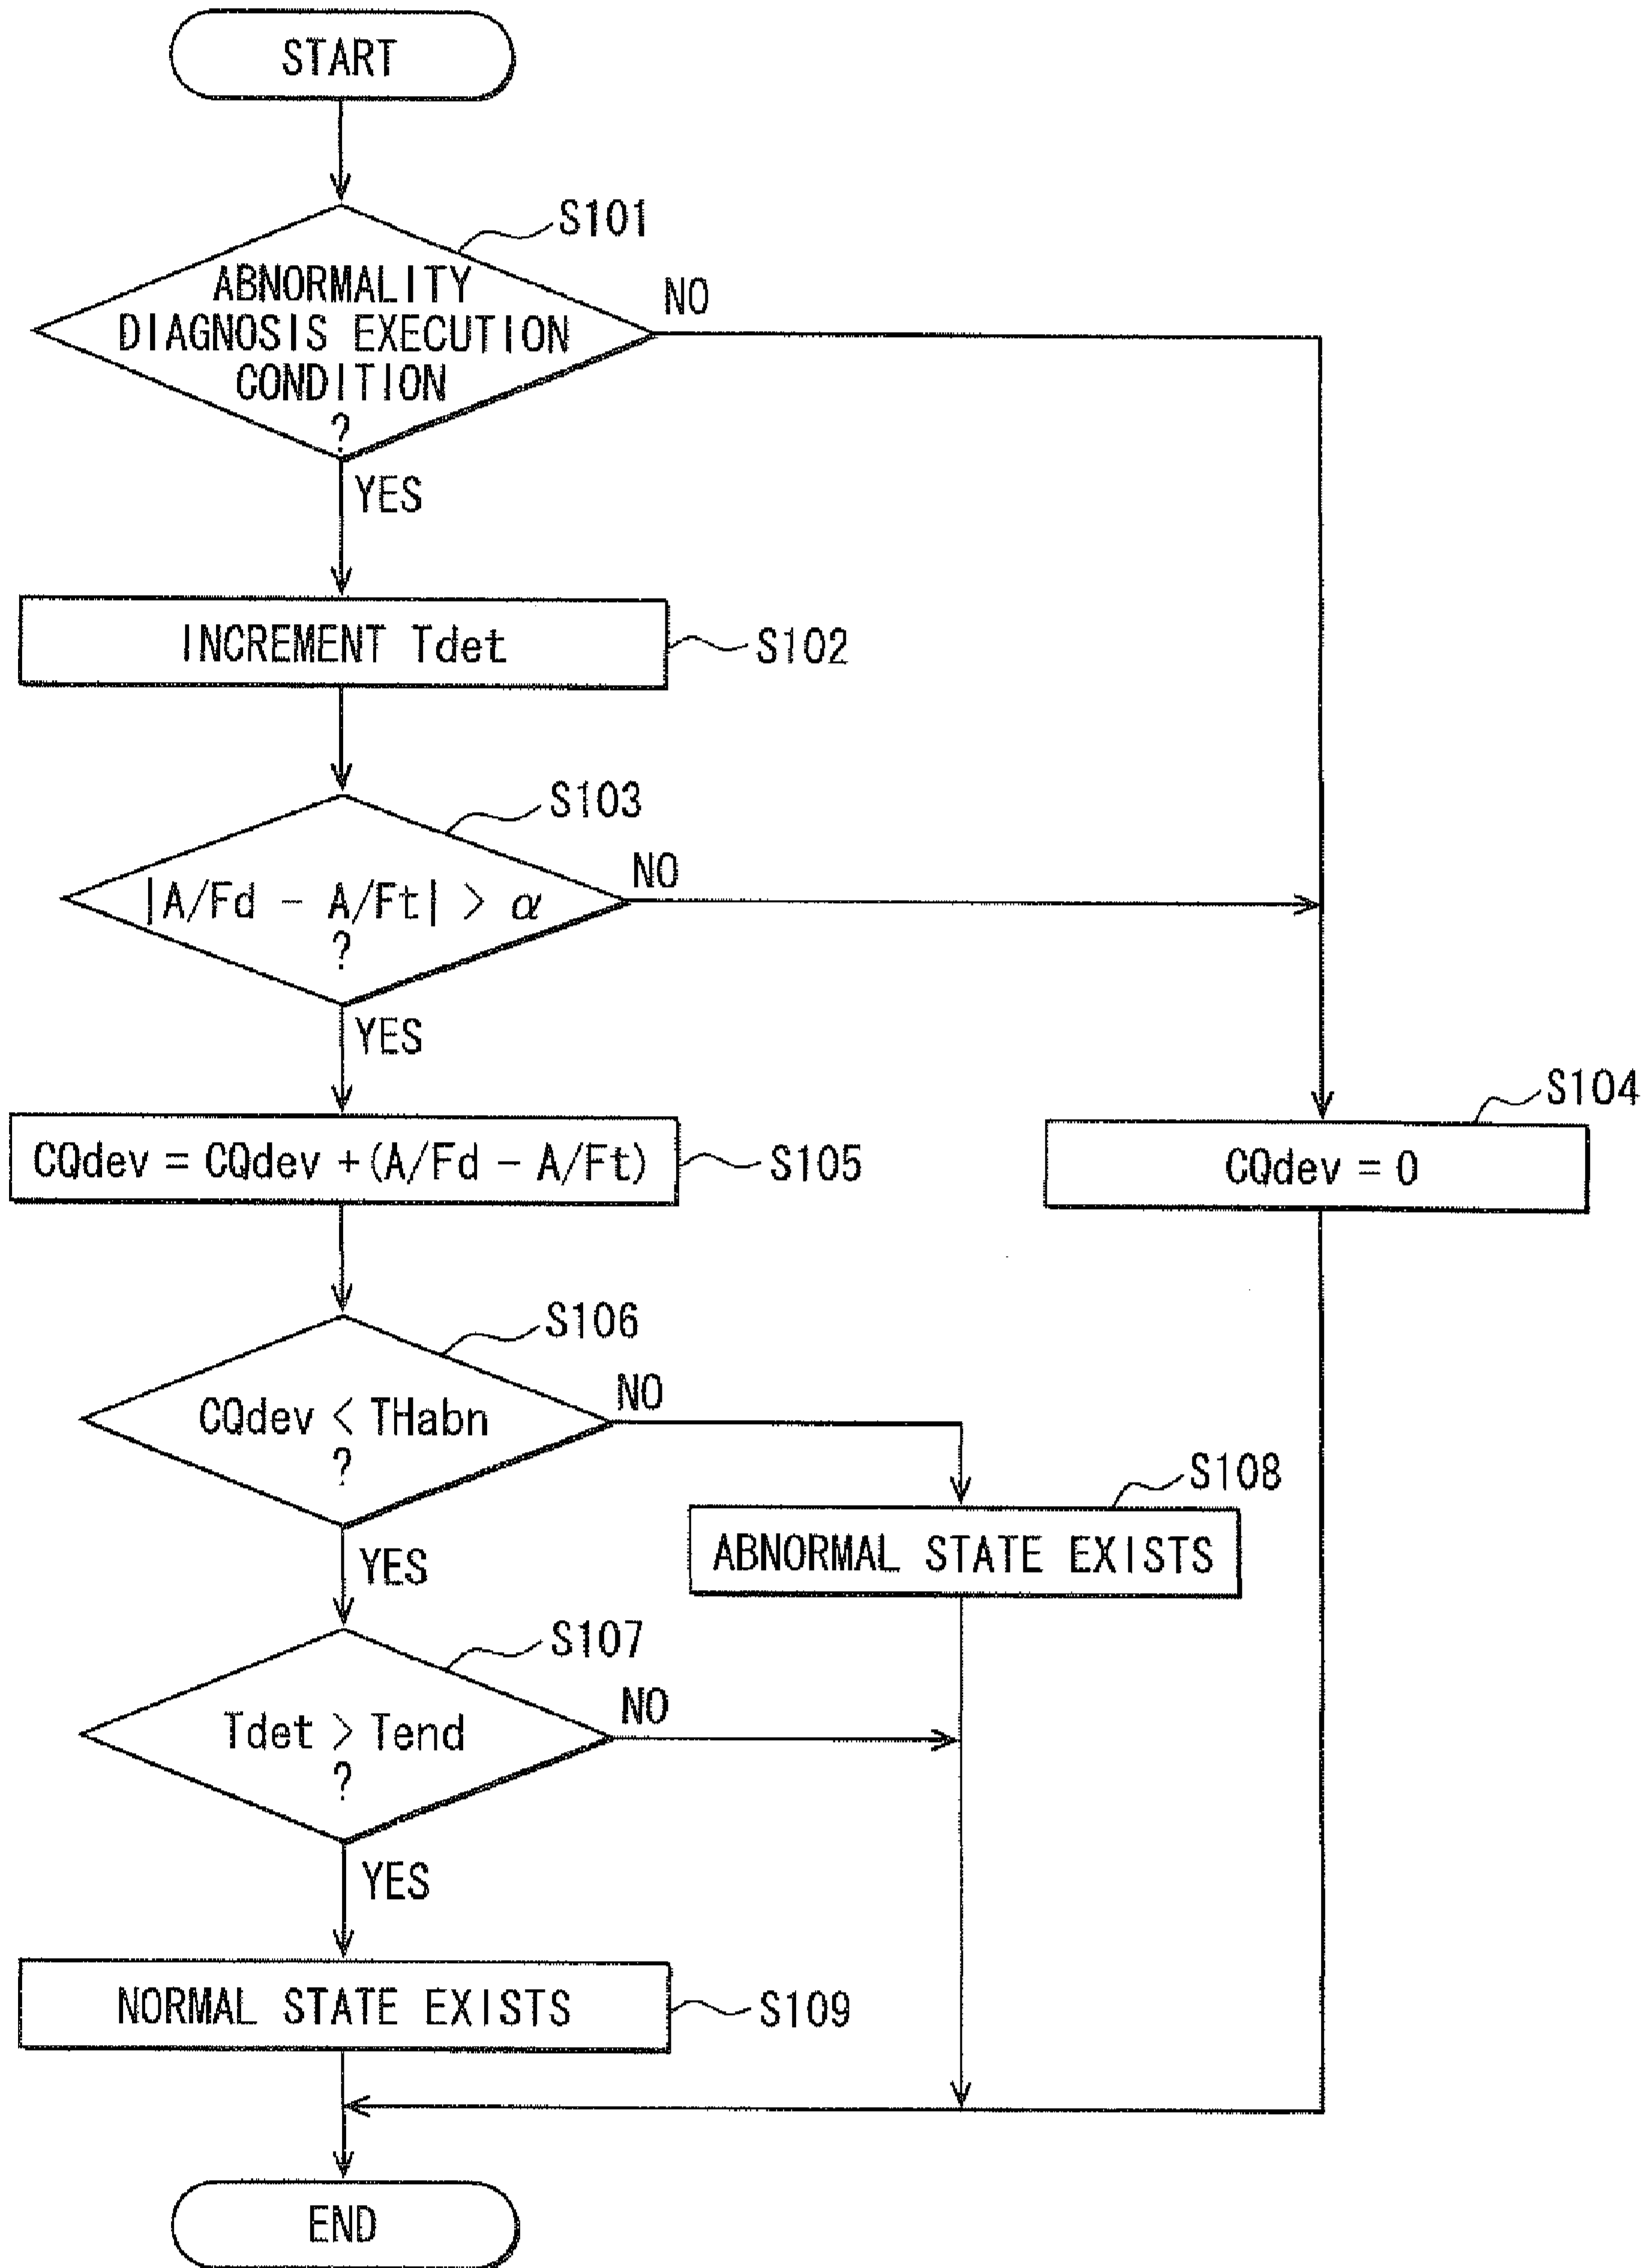 START
S101
ABNORMALITY
DIAGNOSIS EXECUTION
CONDITION
?
NO
YES
INCREMENT Tdet
S102
S103
|A/Fd - A/Ft| > α
?
NO
YES
S104
CQdev = CQdev + (A/Fd - A/Ft)
S105
CQdev = 0
S106
CQdev < THabn
?
NO
YES
S108
ABNORMAL STATE EXISTS
S107
Tdet > Tend
?
NO
YES
NORMAL STATE EXISTS
S109
END